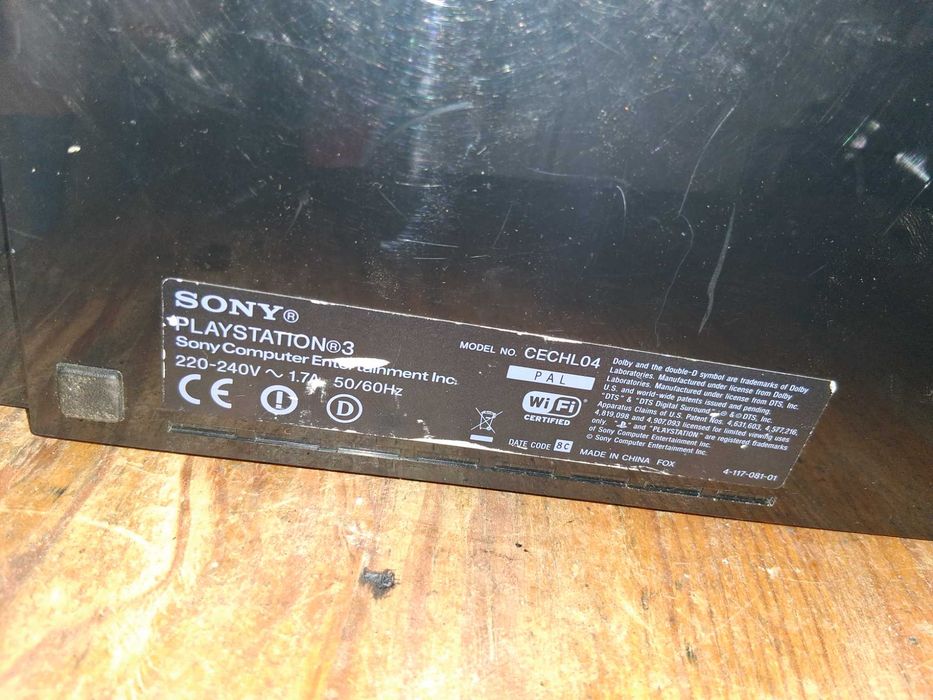 SONY®
PLAYSTATION®3
Sony Computer Entertainment Inc.
220-240V ~ 1.7A 50/60Hz
CE
D
MODEL NO. CECHL04
PAL
Wi Fi
CERTIFIED
DATE CODE 8C
Dolby and the double-D symbol are trademarks of Dolby
Laboratories. Manufactured under license from Dolby
Laboratories. Manufactured under license from DTS, Inc.
U.S. and world-wide patents issued and pending.
"DTS" & "DTS Digital Surround" & © DTS, Inc.
Apparatus Claims of U.S. Patent Nos. 4,631,603, 4,577,216,
4,819,098 and 4,907,093 licensed for limited viewing uses
only. " " and "PLAYSTATION" are registered trademarks
of Sony Computer Entertainment Inc.
© Sony Computer Entertainment Inc.
MADE IN CHINA FOX
4-117-081-01